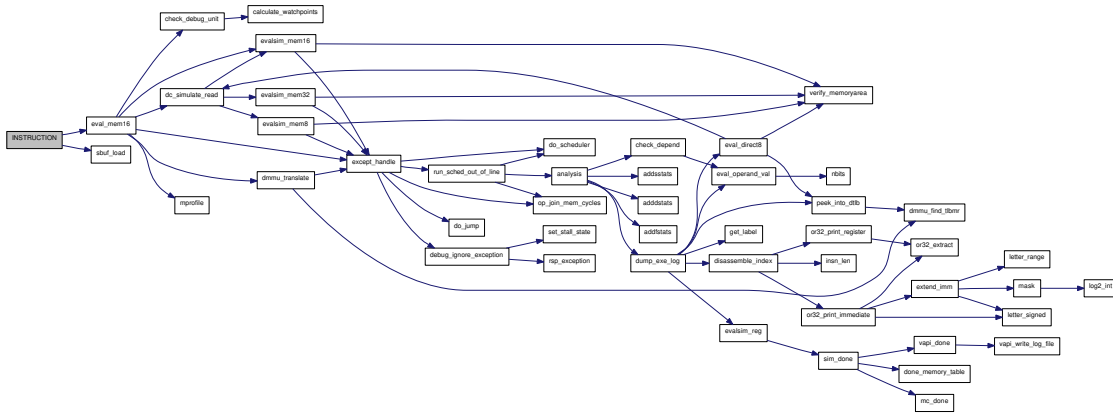 INSTRUCTION
eval_mem16
sbuf_load
check_debug_unit
dc_simulate_read
dmmu_translate
mprofile
calculate_watchpoints
evalsim_mem16
evalsim_mem32
evalsim_mem8
except_handle
run_sched_out_of_line
do_jump
debug_ignore_exception
do_scheduler
analysis
op_join_mem_cycles
set_stall_state
rsp_exception
check_depend
addsstats
adddstats
addfstats
dump_exe_log
eval_direct8
eval_operand_val
get_label
disassemble_index
evalsim_reg
verify_memoryarea
nbits
peek_into_dtlb
or32_print_register
insn_len
or32_print_immediate
sim_done
dmmu_find_tlbmr
or32_extract
extend_imm
vapi_done
done_memory_table
mc_done
letter_range
mask
letter_signed
vapi_write_log_file
log2_int